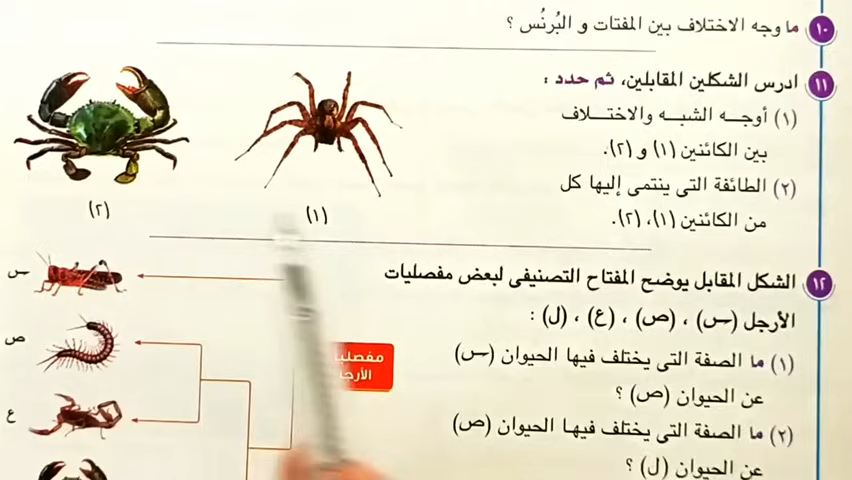 ١٠ ما وجه الاختلاف بين المفتات و البُرنُس ؟
١١ ادرس الشكلين المقابلين، ثم حدد :
(١) أوجه الشبه والاختلاف
بين الكائنين (١) و (٢).
(٢) الطائفة التى ينتمى إليها كل
من الكائنين (١)، (٢).
(١)
(٢)
١٢ الشكل المقابل يوضح المفتاح التصنيفى لبعض مفصليات
الأرجل (س) ، (ص) ، (ع) ، (ل) :
(١) ما الصفة التى يختلف فيها الحيوان (س)
عن الحيوان (ص) ؟
(٢) ما الصفة التى يختلف فيها الحيوان (ص)
عن الحيوان (ل) ؟
س
ص
ع